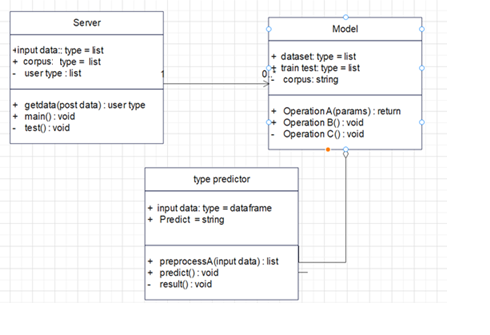 Server
+input data:: type = list
+ corpus: type = list
- user type : list
+ getdata(post data) : user type
+ main() : void
- test() : void
1
0..
Model
+ dataset: type = list
+ train test: type = list
- corpus: string
+ Operation A(params) : return
+ Operation B() : void
- Operation C() : void
type predictor
+ input data: type = dataframe
+ Predict = string
+ preprocessA(input data) : list
+ predict() : void
- result() : void